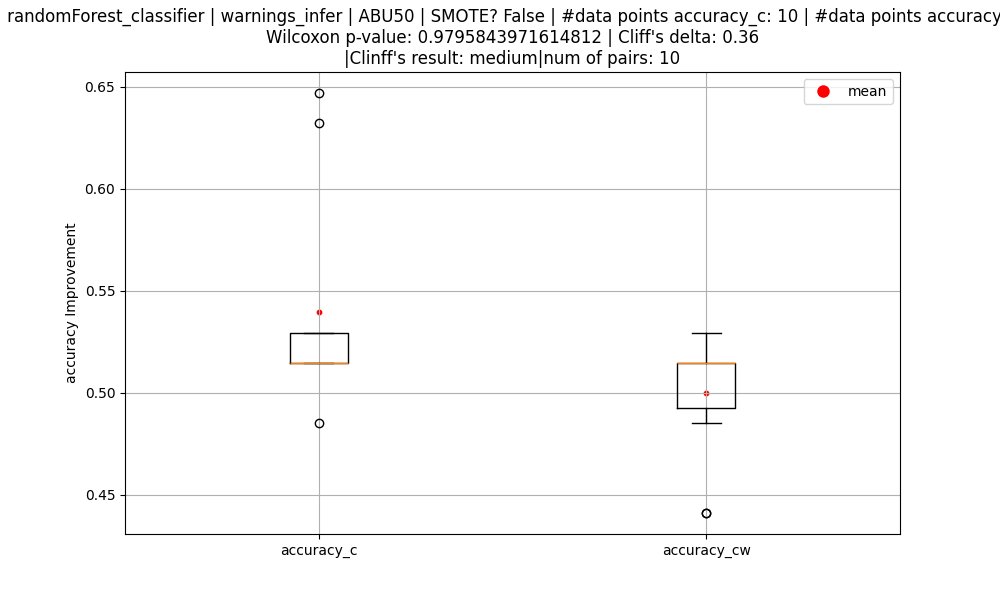 randomForest_classifier | warnings_infer | ABU50 | SMOTE? False | #data points accuracy_c: 10 | #data points accuracy
Wilcoxon p-value: 0.9795843971614812 | Cliff's delta: 0.36
|Clinff's result: medium|num of pairs: 10
mean
0.65
0.60
0.55
0.50
0.45
accuracy Improvement
accuracy_c
accuracy_cw